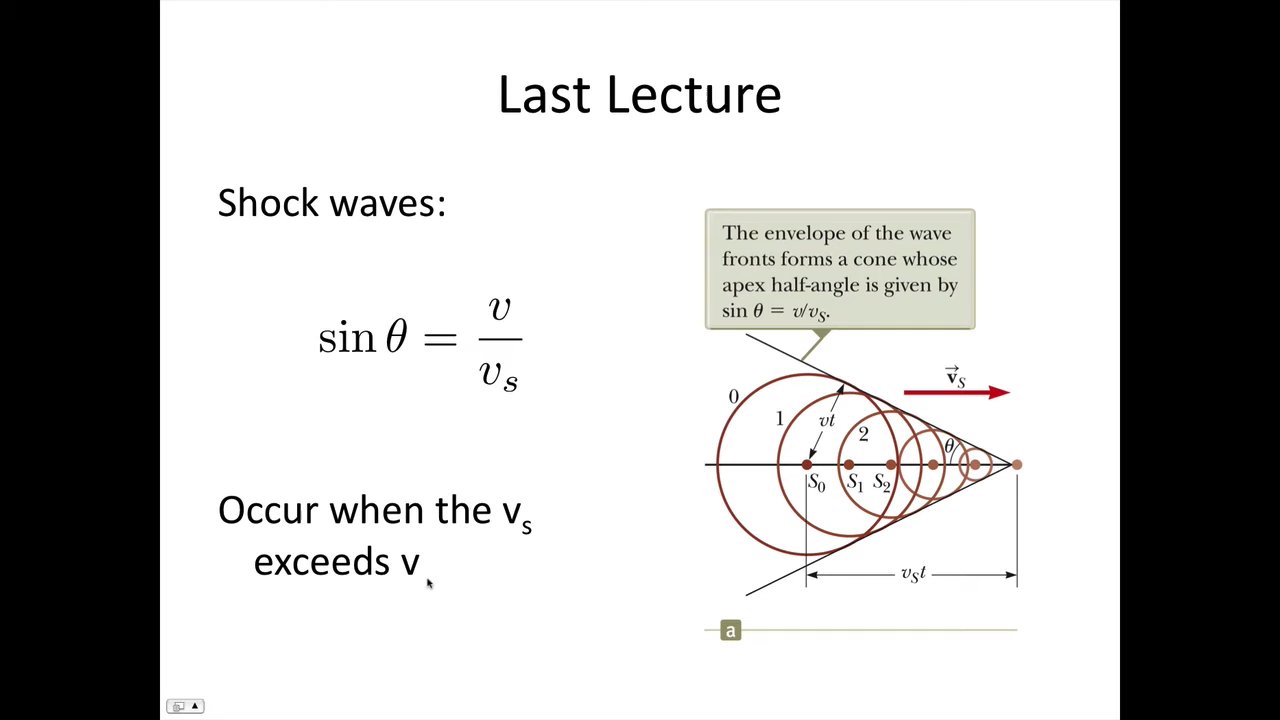 Last Lecture
Shock waves:
sin θ = v / v_s
Occur when the v_s
exceeds v
The envelope of the wave
fronts forms a cone whose
apex half-angle is given by
sin θ = v/v_S.
v⃗_S
0
1
vt
2
θ
S_0
S_1
S_2
v_S t
a